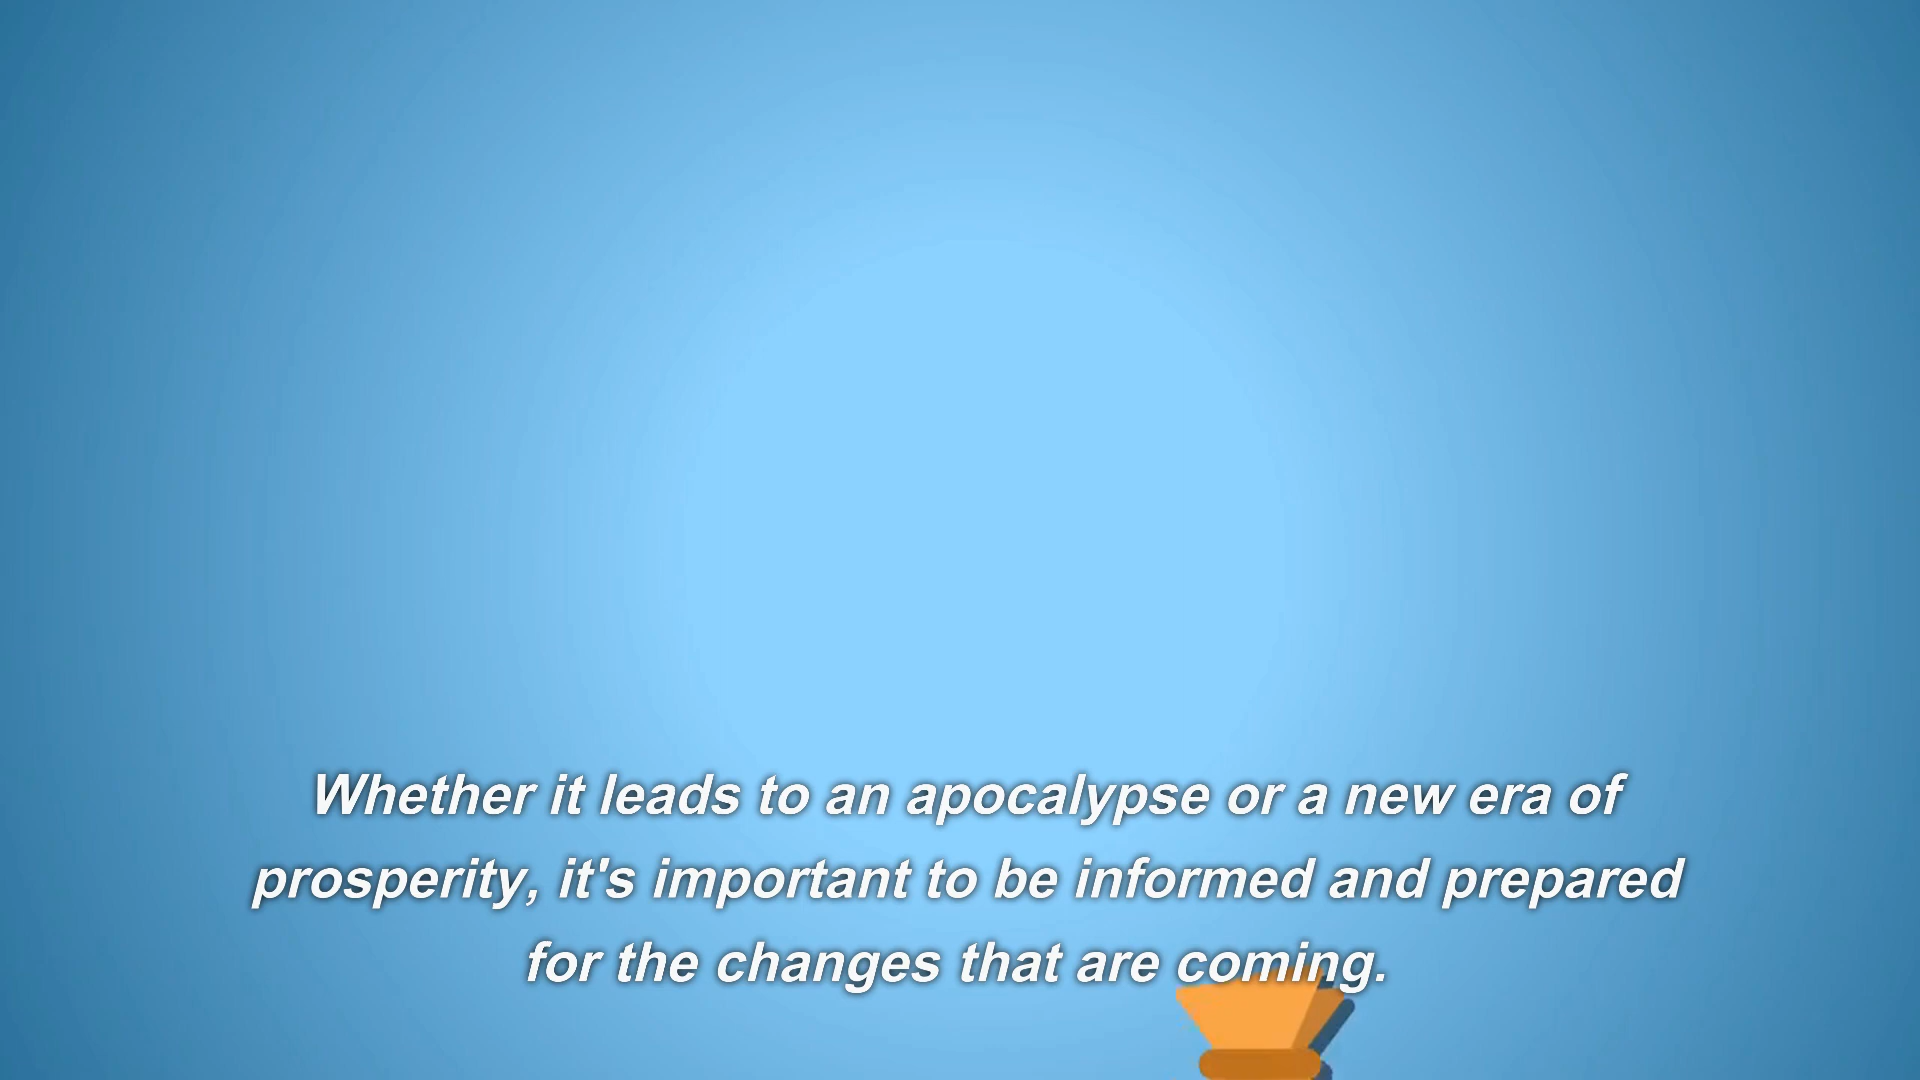 Whether it leads to an apocalypse or a new era of
prosperity, it's important to be informed and prepared
for the changes that are coming.